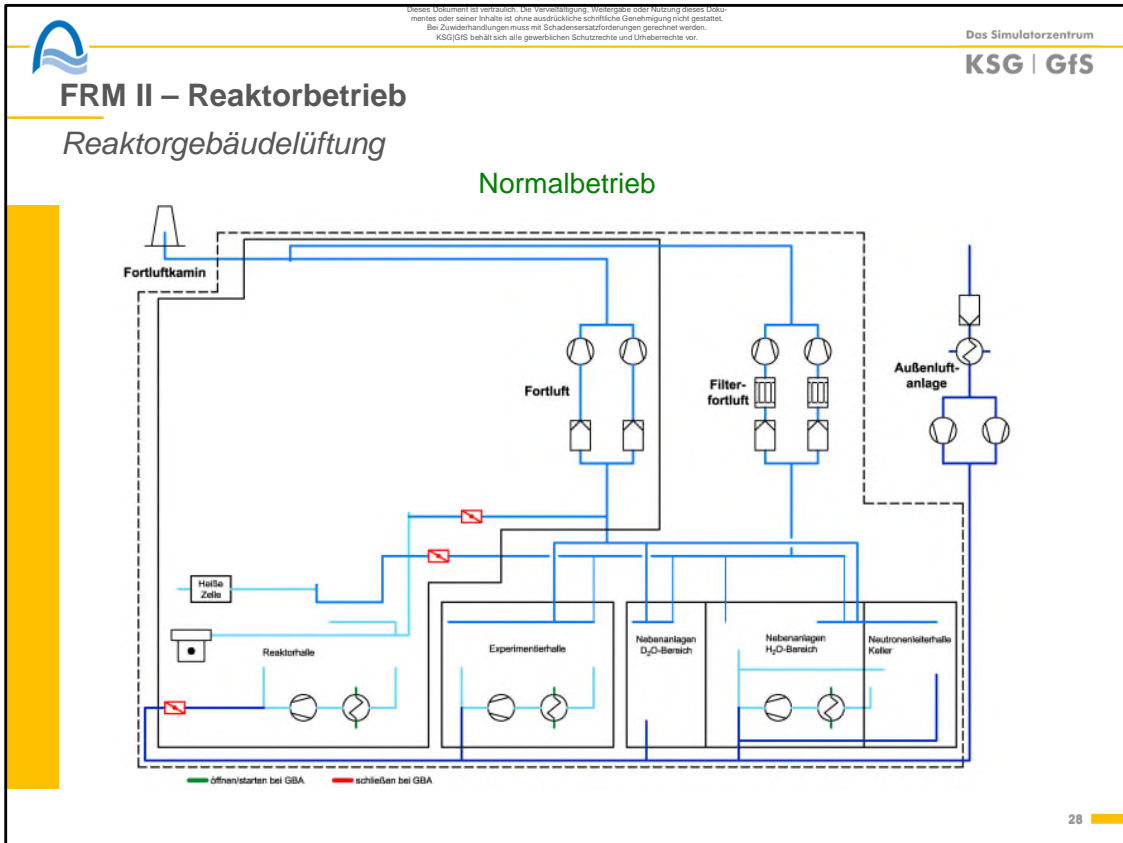 Dieses Dokument ist vertraulich. Die Vervielfältigung, Weitergabe oder Nutzung dieses Doku-
mentes oder seiner Inhalte ist ohne ausdrückliche schriftliche Genehmigung nicht gestattet.
Bei Zuwiderhandlungen muss mit Schadensersatzforderungen gerechnet werden.
KSG|GfS behält sich alle gewerblichen Schutzrechte und Urheberrechte vor.
Das Simulatorzentrum
KSG | GfS
FRM II – Reaktorbetrieb
Reaktorgebäudelüftung
Normalbetrieb
Fortluftkamin
Fortluft
Filter-
fortluft
Außenluft-
anlage
Heiße
Zelle
Reaktorhalle
Experimentierhalle
Nebenanlagen
D₂O-Bereich
Nebenanlagen
H₂O-Bereich
Neutronenleiterhalle
Keller
öffnen/starten bei GBA
schließen bei GBA
28